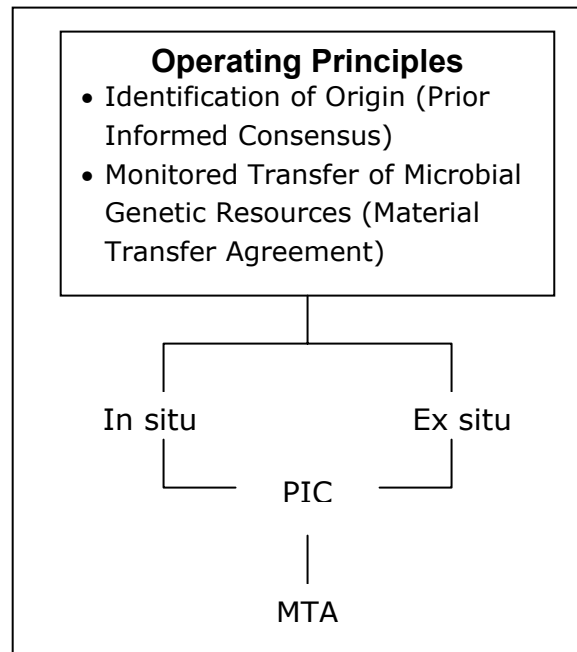 Operating Principles
• Identification of Origin (Prior
Informed Consensus)
• Monitored Transfer of Microbial
Genetic Resources (Material
Transfer Agreement)
In situ
Ex situ
PIC
MTA